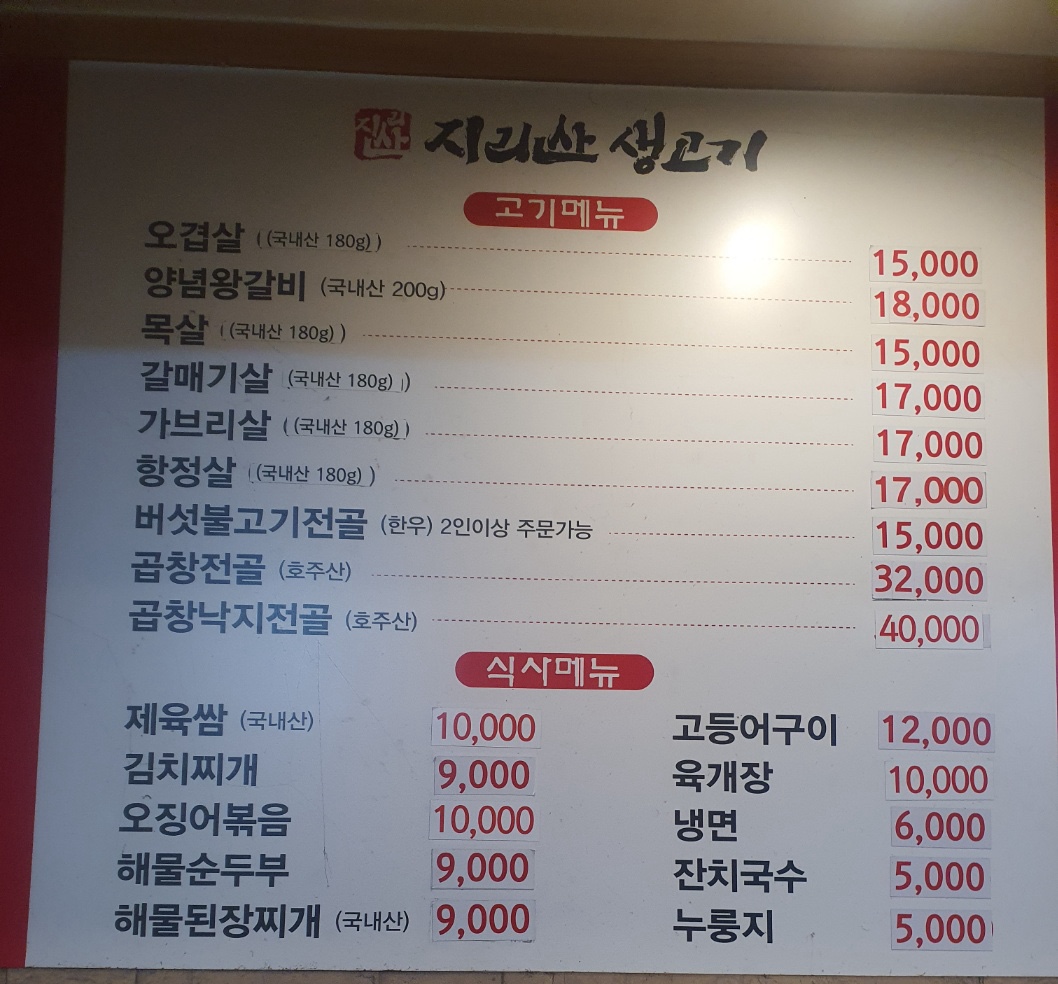 지리산 지리산 생고기
고기메뉴
오겹살 ((국내산 180g)) 15,000
양념왕갈비 (국내산 200g) 18,000
목살 ((국내산 180g)) 15,000
갈매기살 (국내산 180g)) 17,000
가브리살 ((국내산 180g)) 17,000
항정살 ((국내산 180g)) 17,000
버섯불고기전골 (한우) 2인이상 주문가능 15,000
곱창전골 (호주산) 32,000
곱창낙지전골 (호주산) 40,000
식사메뉴
제육쌈 (국내산) 10,000 고등어구이 12,000
김치찌개 9,000 육개장 10,000
오징어볶음 10,000 냉면 6,000
해물순두부 9,000 잔치국수 5,000
해물된장찌개 (국내산) 9,000 누룽지 5,000